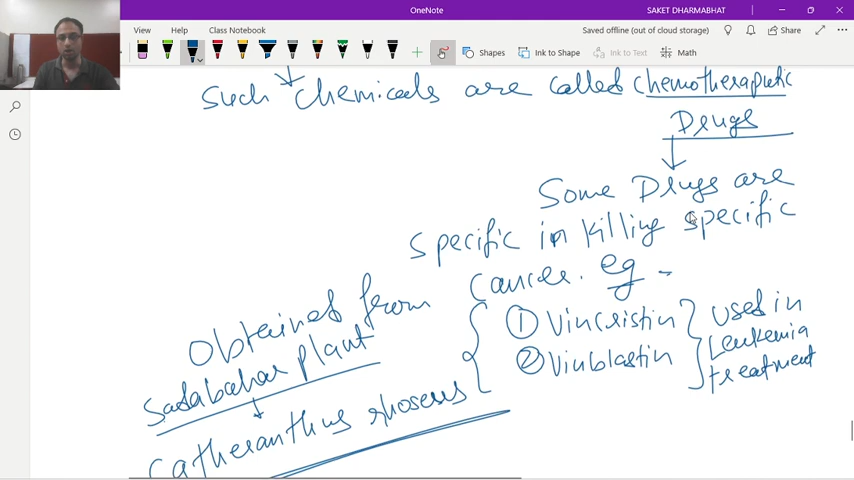 OneNote
SAKET DHARMABHAT
View Help Class Notebook
Saved offline (out of cloud storage)
Share
Shapes
Ink to Shape
Ink to Text
Math
Such chemicals are called chemotheraputic
Drugs
Some Drugs are
specific in killing specific
cancer. eg -
① Vincristin
② Vinblastin
used in
Leukemia
treatment
Obtained from
Sadabahar plant
Catheranthus rhoseus